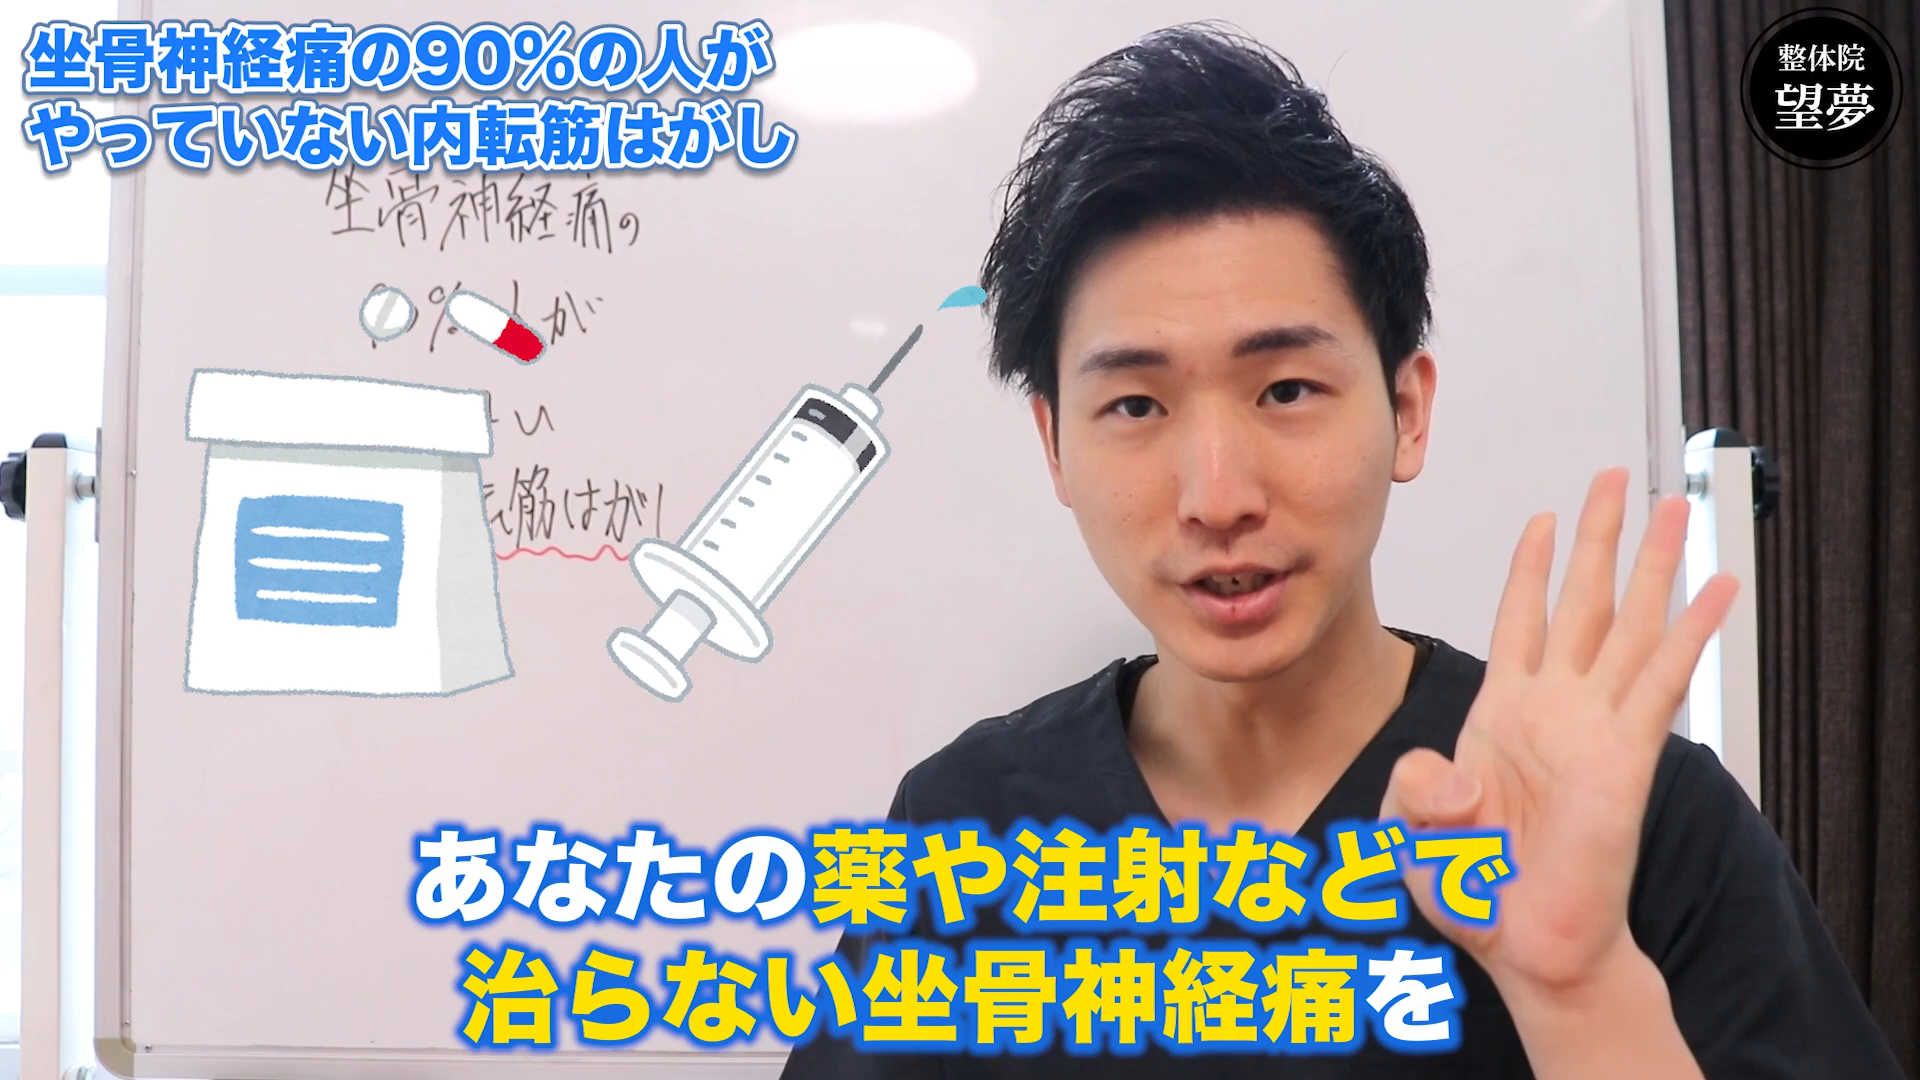 坐骨神経痛の90%の人が
やっていない内転筋はがし
整体院
望夢
坐骨神経痛の
%
が
い
転筋はがし
あなたの薬や注射などで
治らない坐骨神経痛を